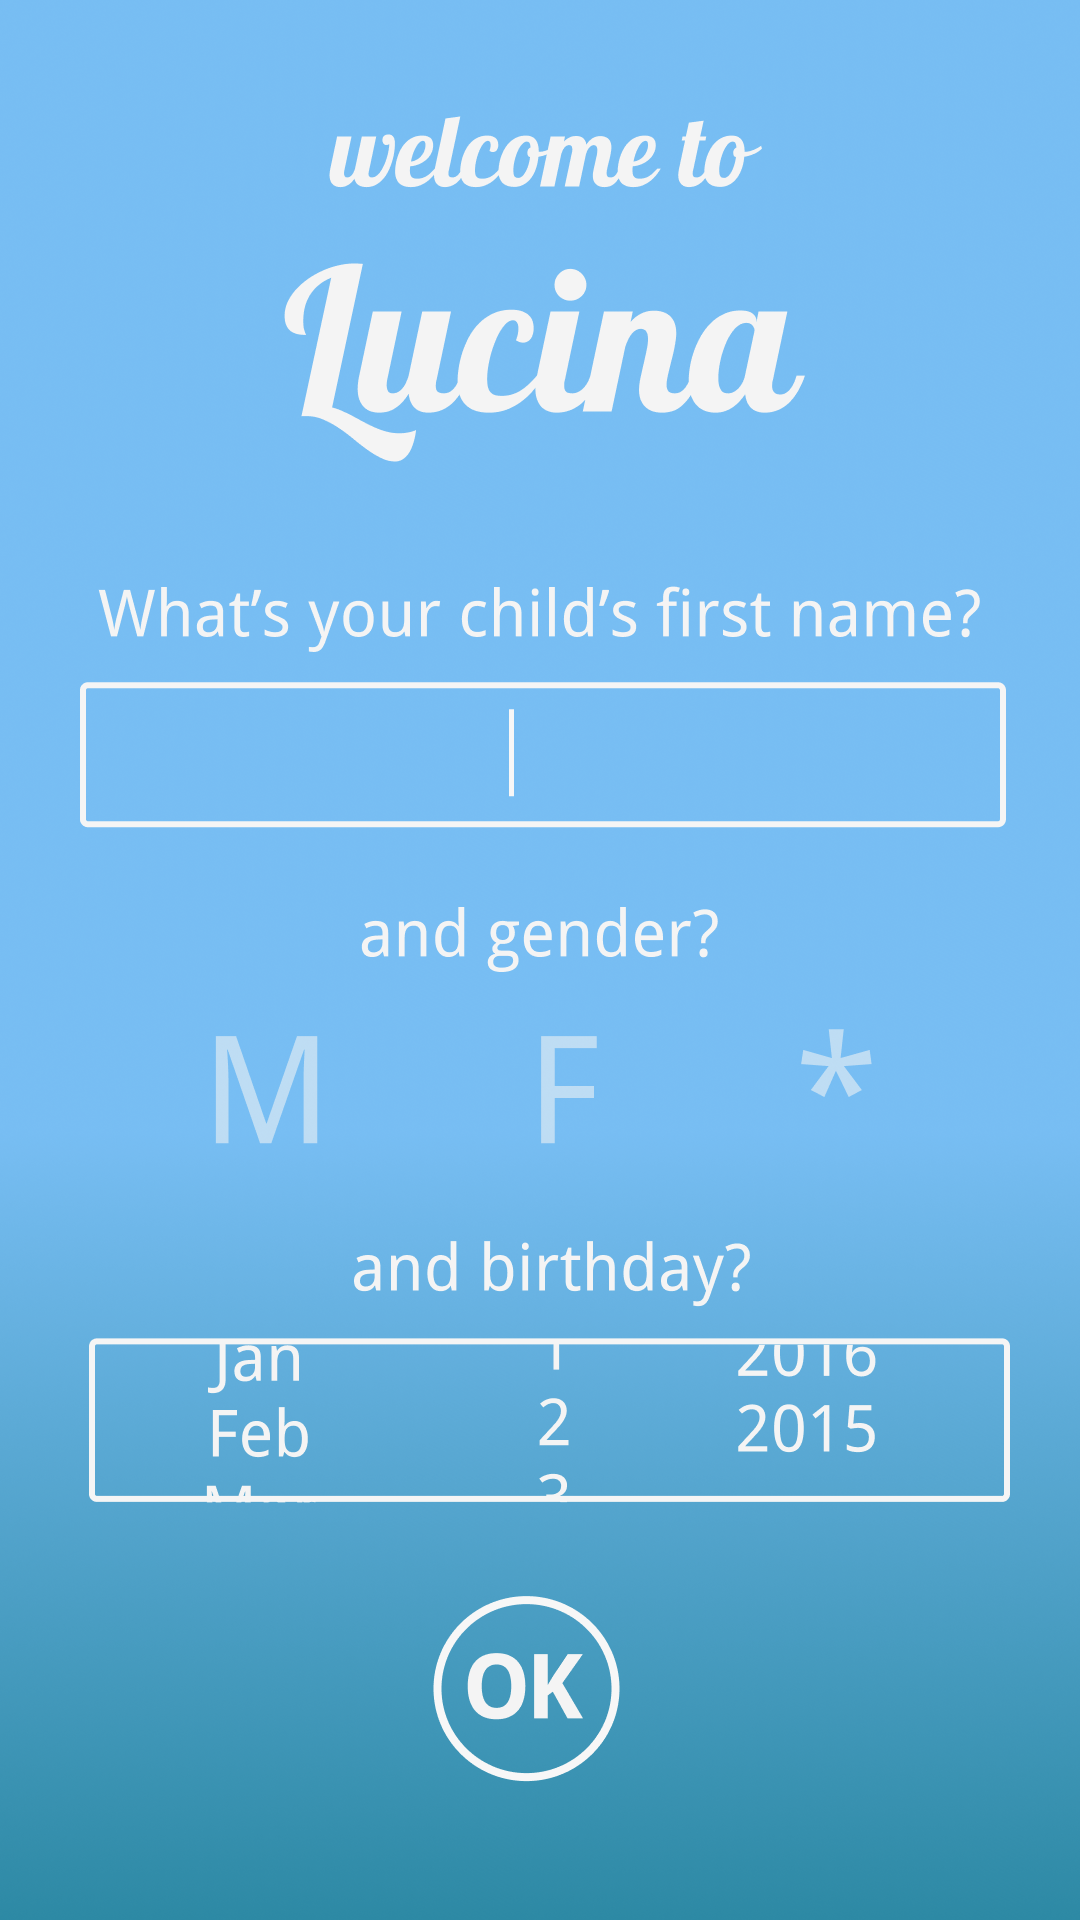 welcome to
Lucina
What’s your child’s first name?
and gender?
M F *
and birthday?
Jan 1 2016
Feb 2 2015
3
OK